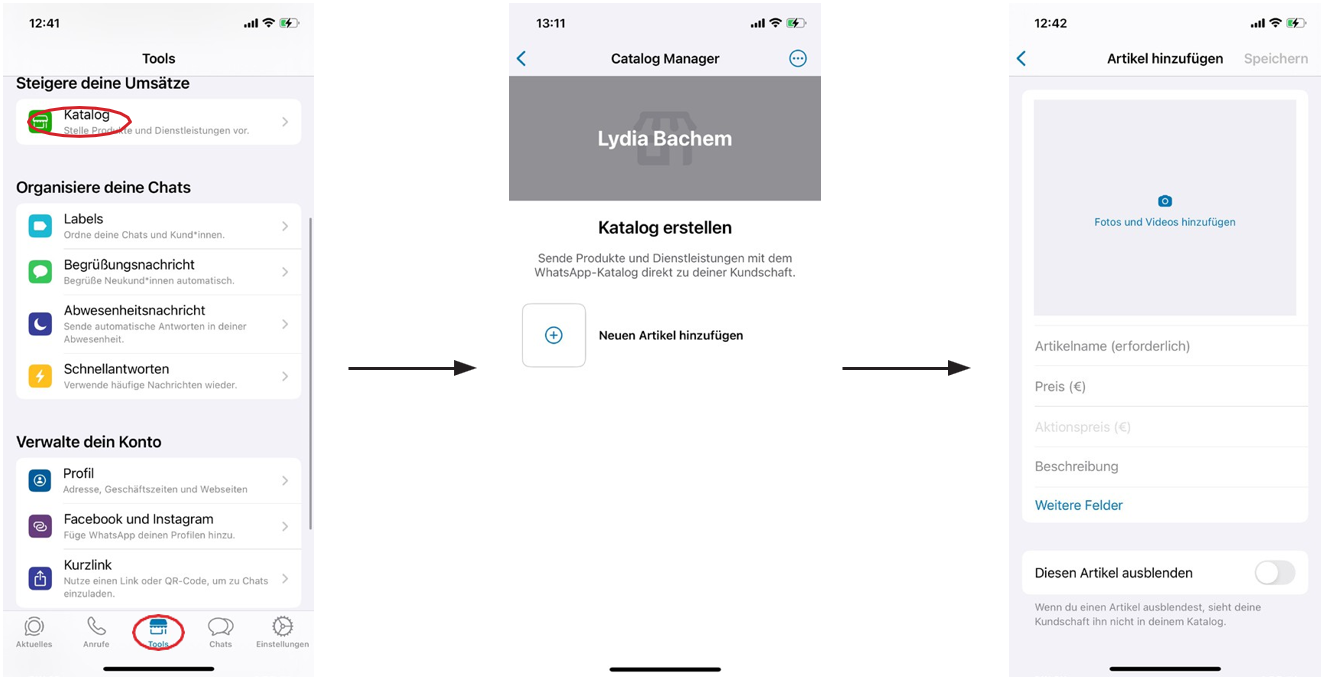 12:41
Tools
Steigere deine Umsätze
Katalog
Stelle Produkte und Dienstleistungen vor.
Organisiere deine Chats
Labels
Ordne deine Chats und Kund*innen.
Begrüßungsnachricht
Begrüße Neukund*innen automatisch.
Abwesenheitsnachricht
Sende automatische Antworten in deiner
Abwesenheit.
Schnellantworten
Verwende häufige Nachrichten wieder.
Verwalte dein Konto
Profil
Adresse, Geschäftszeiten und Webseiten
Facebook und Instagram
Füge WhatsApp deinen Profilen hinzu.
Kurzlink
Nutze einen Link oder QR-Code, um zu Chats
einzuladen.
Aktuelles Anrufe Tools Chats Einstellungen
13:11
Catalog Manager
Lydia Bachem
Katalog erstellen
Sende Produkte und Dienstleistungen mit dem
WhatsApp-Katalog direkt zu deiner Kundschaft.
Neuen Artikel hinzufügen
12:42
Artikel hinzufügen Speichern
Fotos und Videos hinzufügen
Artikelname (erforderlich)
Preis (€)
Aktionspreis (€)
Beschreibung
Weitere Felder
Diesen Artikel ausblenden
Wenn du einen Artikel ausblendest, sieht deine
Kundschaft ihn nicht in deinem Katalog.